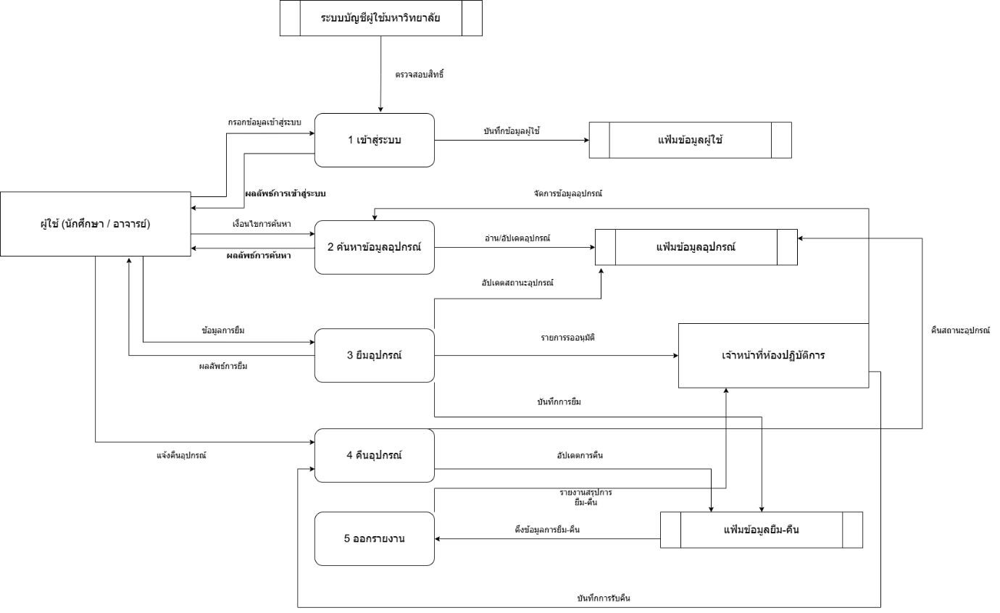 ระบบบัญชีผู้ใช้มหาวิทยาลัย
ตรวจสอบสิทธิ์
กรอกข้อมูลเข้าสู่ระบบ
1 เข้าสู่ระบบ
บันทึกข้อมูลผู้ใช้
แฟ้มข้อมูลผู้ใช้
ผลลัพธ์การเข้าสู่ระบบ
จัดการข้อมูลอุปกรณ์
ผู้ใช้ (นักศึกษา / อาจารย์)
เงื่อนไขการค้นหา
2 ค้นหาข้อมูลอุปกรณ์
อ่าน/อัปเดตอุปกรณ์
แฟ้มข้อมูลอุปกรณ์
ผลลัพธ์การค้นหา
อัปเดตสถานะอุปกรณ์
ข้อมูลการยืม
รายการรออนุมัติ
คืนสถานะอุปกรณ์
3 ยืมอุปกรณ์
เจ้าหน้าที่ห้องปฏิบัติการ
ผลลัพธ์การยืม
บันทึกการยืม
แจ้งคืนอุปกรณ์
4 คืนอุปกรณ์
อัปเดตการคืน
รายงานสรุปการ
ยืม-คืน
ดึงข้อมูลการยืม-คืน
แฟ้มข้อมูลยืม-คืน
5 ออกรายงาน
บันทึกการรับคืน